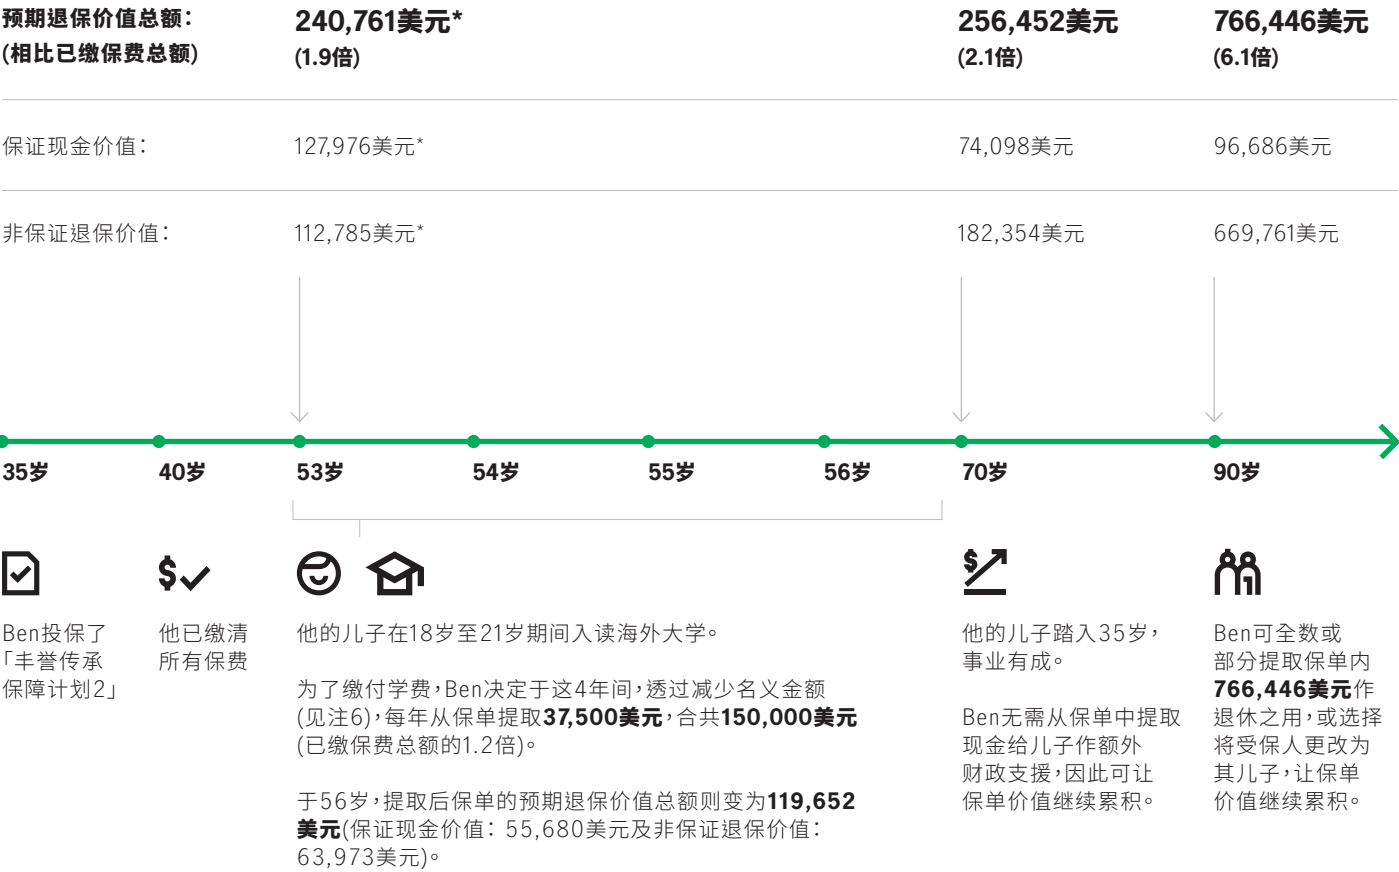 预期退保价值总额：
(相比已缴保费总额)
240,761美元*
(1.9倍)
256,452美元
(2.1倍)
766,446美元
(6.1倍)
保证现金价值：
127,976美元*
74,098美元
96,686美元
非保证退保价值：
112,785美元*
182,354美元
669,761美元
35岁
40岁
53岁
54岁
55岁
56岁
70岁
90岁
Ben投保了
「丰誉传承
保障计划2」
他已缴清
所有保费
他的儿子在18岁至21岁期间入读海外大学。
为了缴付学费，Ben决定于这4年间，透过减少名义金额
(见注6)，每年从保单提取37,500美元，合共150,000美元
(已缴保费总额的1.2倍)。
于56岁，提取后保单的预期退保价值总额则变为119,652
美元(保证现金价值：55,680美元及非保证退保价值：
63,973美元)。
他的儿子踏入35岁，
事业有成。
Ben无需从保单中提取
现金给儿子作额外
财政支援，因此可让
保单价值继续累积。
Ben可全数或
部分提取保单内
766,446美元作
退休之用，或选择
将受保人更改为
其儿子，让保单
价值继续累积。